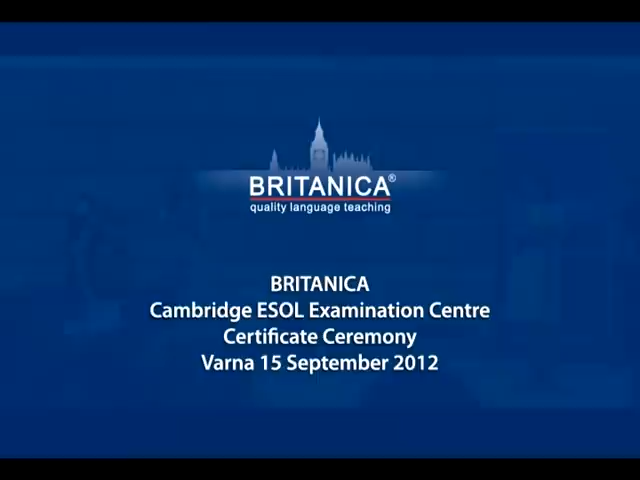 BRITANICA®
quality language teaching
BRITANICA
Cambridge ESOL Examination Centre
Certificate Ceremony
Varna 15 September 2012